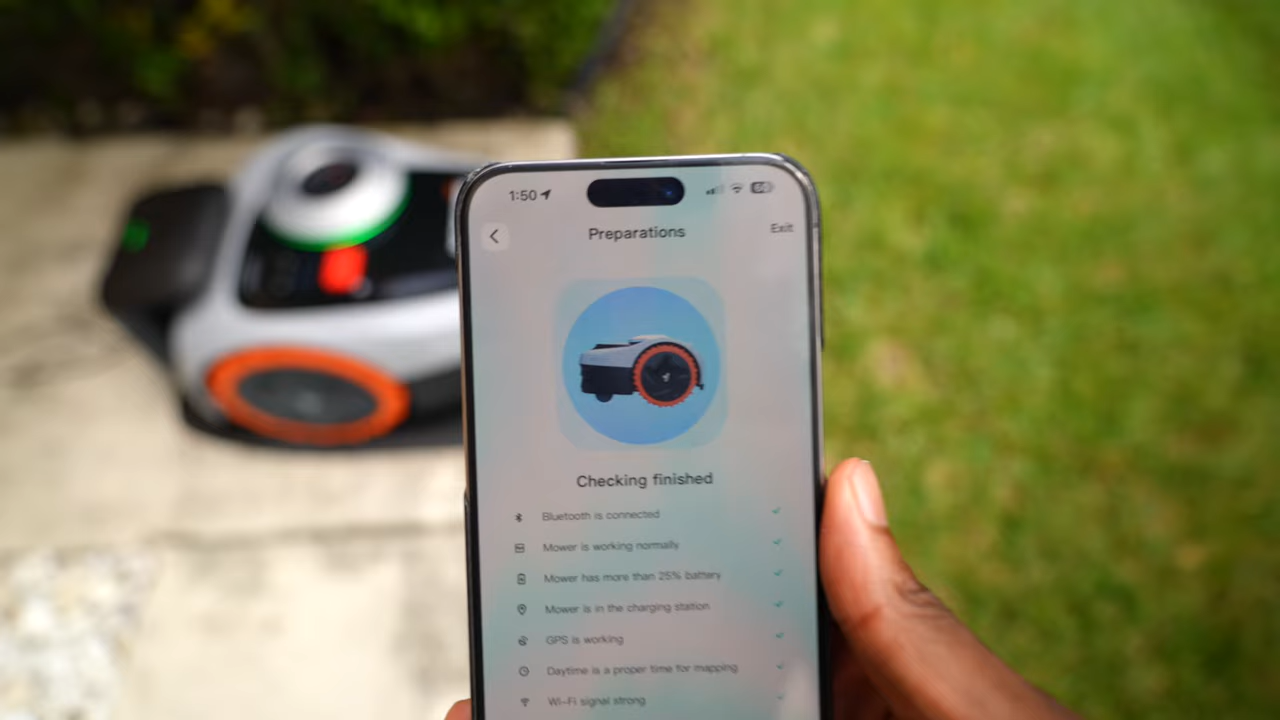 1:50
56
Preparations
Exit
Checking finished
Bluetooth is connected
Mower is working normally
Mower has more than 25% battery
Mower is in the charging station
GPS is working
Daytime is a proper time for mapping
Wi-Fi signal strong